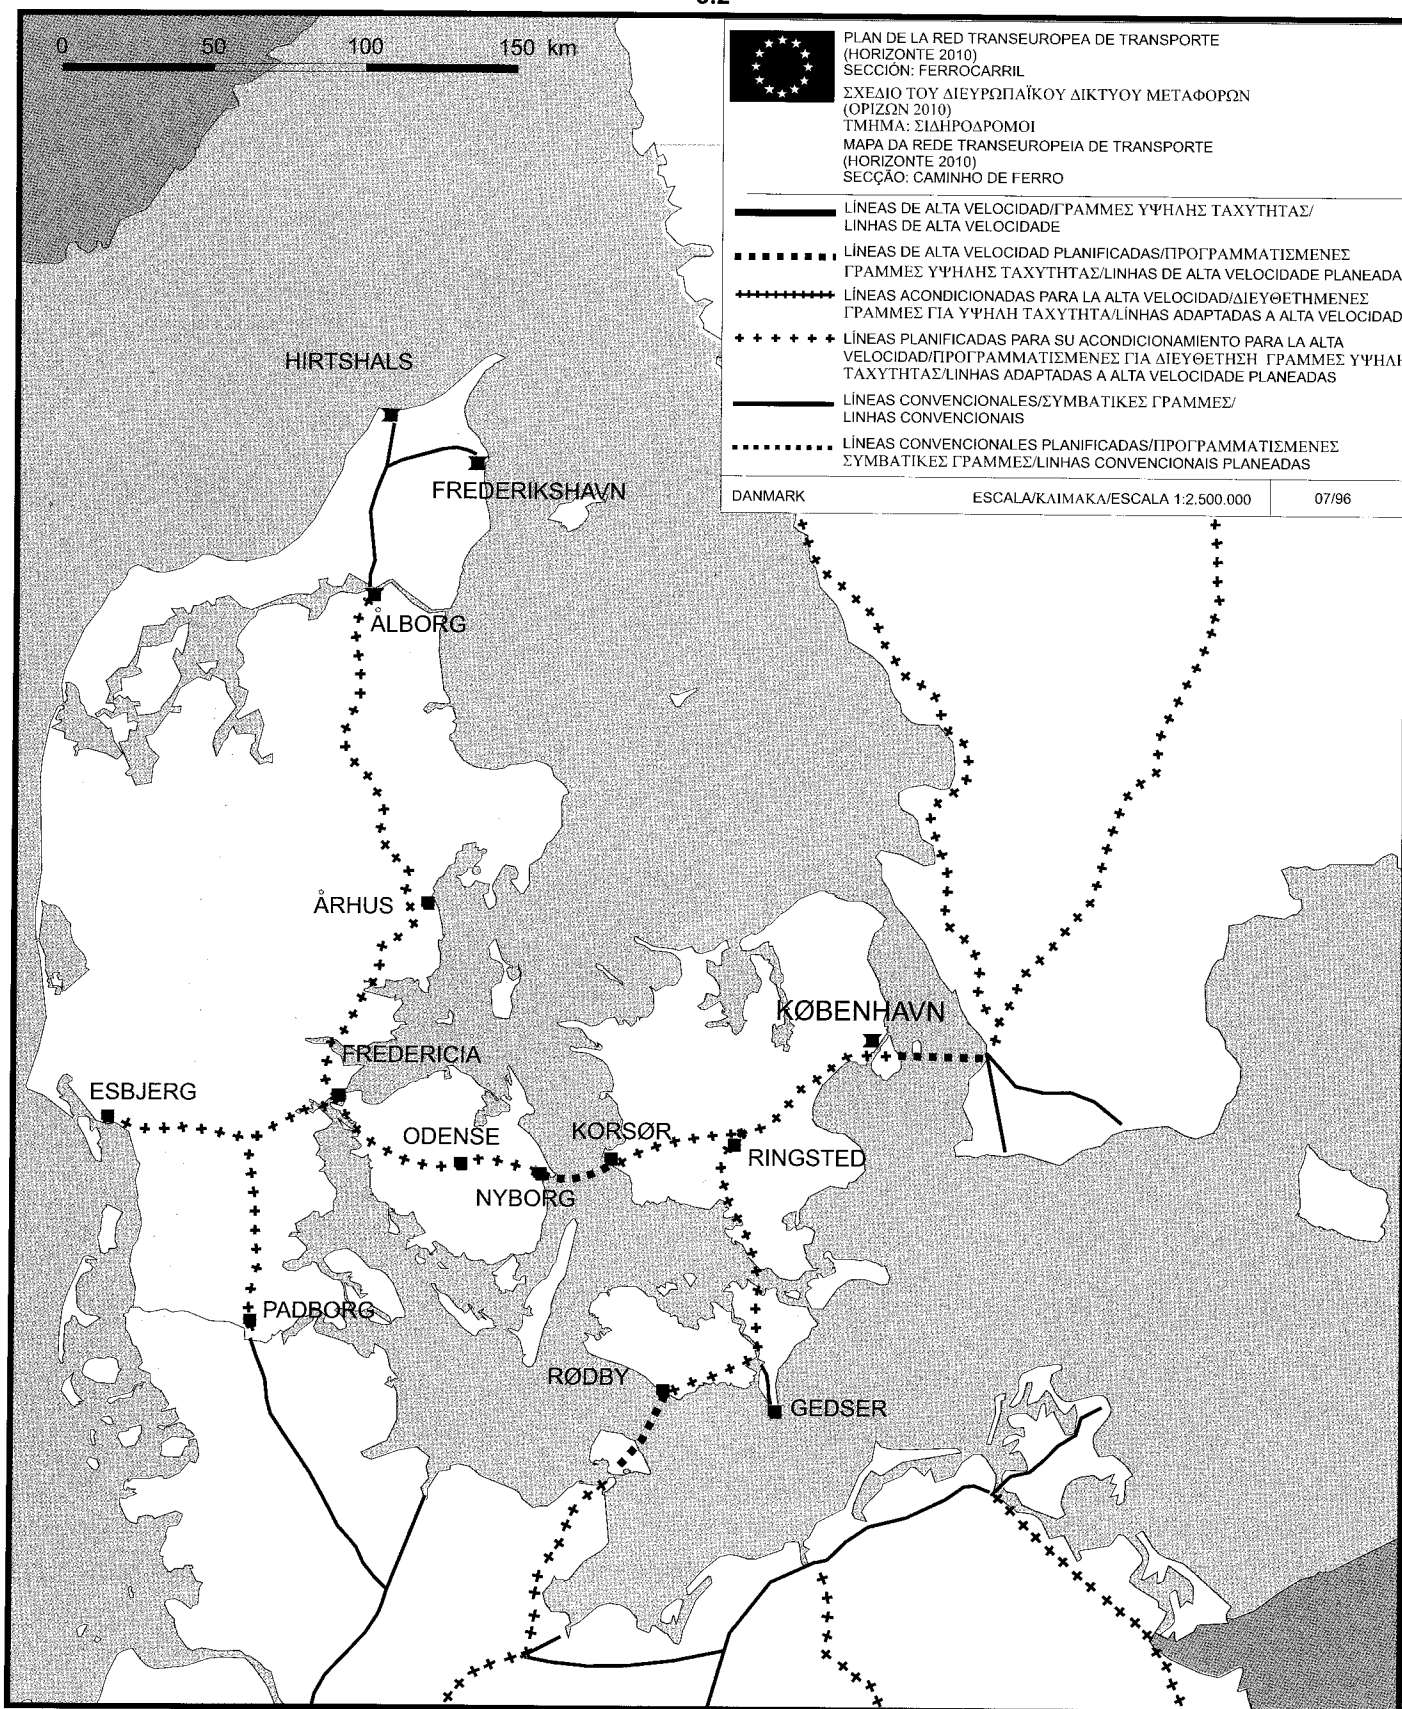 0 50 100 150 km
PLAN DE LA RED TRANSEUROPEA DE TRANSPORTE
(HORIZONTE 2010)
SECCIÓN: FERROCARRIL
ΣΧΕΔΙΟ ΤΟΥ ΔΙΕΥΡΩΠΑΪΚΟΥ ΔΙΚΤΥΟΥ ΜΕΤΑΦΟΡΩΝ
(ΟΡΙΖΩΝ 2010)
ΤΜΗΜΑ: ΣΙΔΗΡΟΔΡΟΜΟΙ
MAPA DA REDE TRANSEUROPEIA DE TRANSPORTE
(HORIZONTE 2010)
SECÇÃO: CAMINHO DE FERRO
LÍNEAS DE ALTA VELOCIDAD/ΓΡΑΜΜΕΣ ΥΨΗΛΗΣ ΤΑΧΥΤΗΤΑΣ/
LINHAS DE ALTA VELOCIDADE
LÍNEAS DE ALTA VELOCIDAD PLANIFICADAS/ΠΡΟΓΡΑΜΜΑΤΙΣΜΕΝΕΣ
ΓΡΑΜΜΕΣ ΥΨΗΛΗΣ ΤΑΧΥΤΗΤΑΣ/LINHAS DE ALTA VELOCIDADE PLANEADA
LÍNEAS ACONDICIONADAS PARA LA ALTA VELOCIDAD/ΔΙΕΥΘΕΤΗΜΕΝΕΣ
ΓΡΑΜΜΕΣ ΓΙΑ ΥΨΗΛΗ ΤΑΧΥΤΗΤΑ/LÍNHAS ADAPTADAS A ALTA VELOCIDAD
LÍNEAS PLANIFICADAS PARA SU ACONDICIONAMIENTO PARA LA ALTA
VELOCIDAD/ΠΡΟΓΡΑΜΜΑΤΙΣΜΕΝΕΣ ΓΙΑ ΔΙΕΥΘΕΤΗΣΗ ΓΡΑΜΜΕΣ ΥΨΗΛΗ
ΤΑΧΥΤΗΤΑΣ/LINHAS ADAPTADAS A ALTA VELOCIDADE PLANEADAS
LÍNEAS CONVENCIONALES/ΣΥΜΒΑΤΙΚΕΣ ΓΡΑΜΜΕΣ/
LINHAS CONVENCIONAIS
LÍNEAS CONVENCIONALES PLANIFICADAS/ΠΡΟΓΡΑΜΜΑΤΙΣΜΕΝΕΣ
ΣΥΜΒΑΤΙΚΕΣ ΓΡΑΜΜΕΣ/LINHAS CONVENCIONAIS PLANEADAS
DANMARK ESCALA/ΚΛΙΜΑΚΑ/ESCALA 1:2.500.000 07/96
HIRTSHALS
FREDERIKSHAVN
ÅLBORG
ÅRHUS
KØBENHAVN
FREDERICIA
ESBJERG
ODENSE
KORSØR
RINGSTED
NYBORG
PADBORG
RØDBY
GEDSER